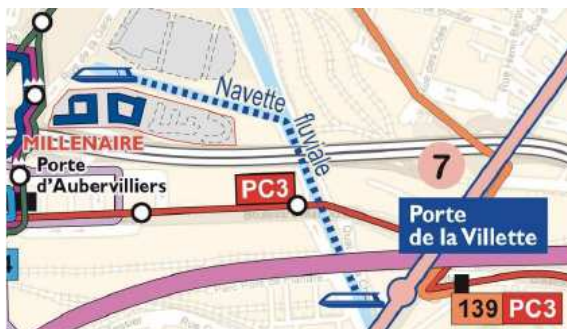 Navette
fluviale
MILLENAIRE
Porte
d'Aubervilliers
PC3
7
Porte
de la Villette
139 PC3